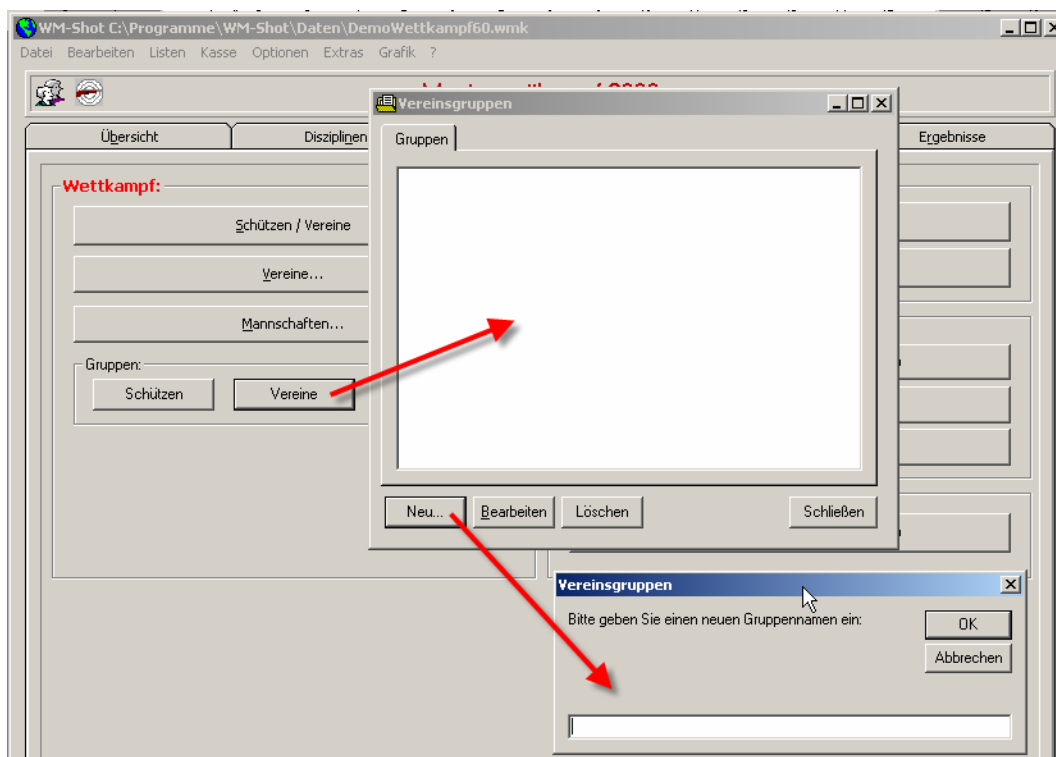 WM-Shot C:\Programme\WM-Shot\Daten\DemoWettkampf60.wmk
Datei Bearbeiten Listen Kasse Optionen Extras Grafik ?
Vereinsgruppen
Übersicht
Disziplinen
Ergebnisse
Gruppen
Wettkampf:
Schützen / Vereine
Vereine...
Mannschaften...
Gruppen:
Schützen
Vereine
Neu...
Bearbeiten
Löschen
Schließen
Vereinsgruppen
Bitte geben Sie einen neuen Gruppennamen ein:
OK
Abbrechen